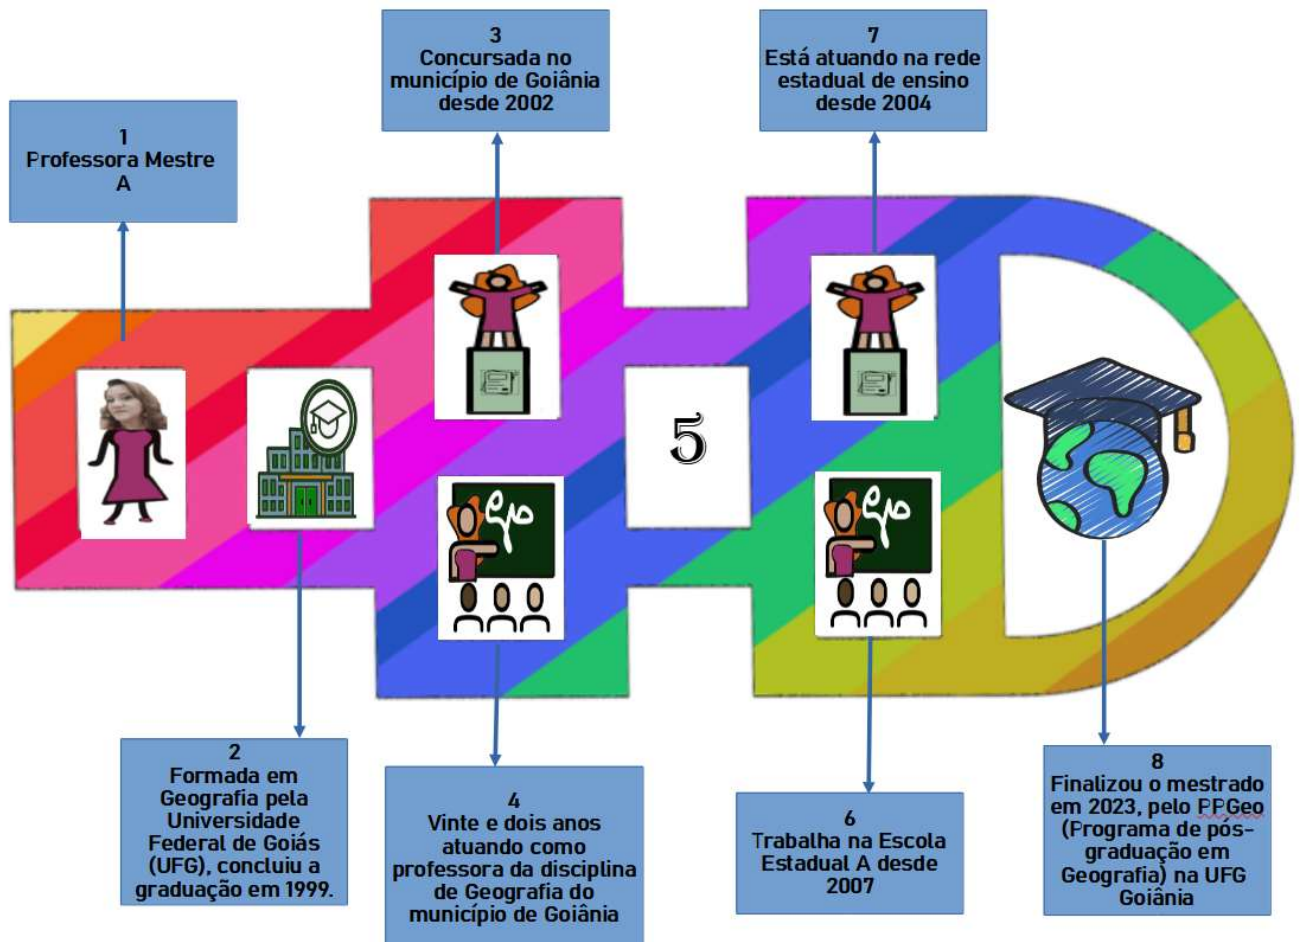 1
Professora Mestre
A
2
Formada em
Geografia pela
Universidade
Federal de Goiás
(UFG), concluiu a
graduação em 1999.
3
Concursada no
município de Goiânia
desde 2002
4
Vinte e dois anos
atuando como
professora da disciplina
de Geografia do
município de Goiânia
5
6
Trabalha na Escola
Estadual A desde
2007
7
Está atuando na rede
estadual de ensino
desde 2004
8
Finalizou o mestrado
em 2023, pelo PPGeo
(Programa de pós-
graduação em
Geografia) na UFG
Goiânia